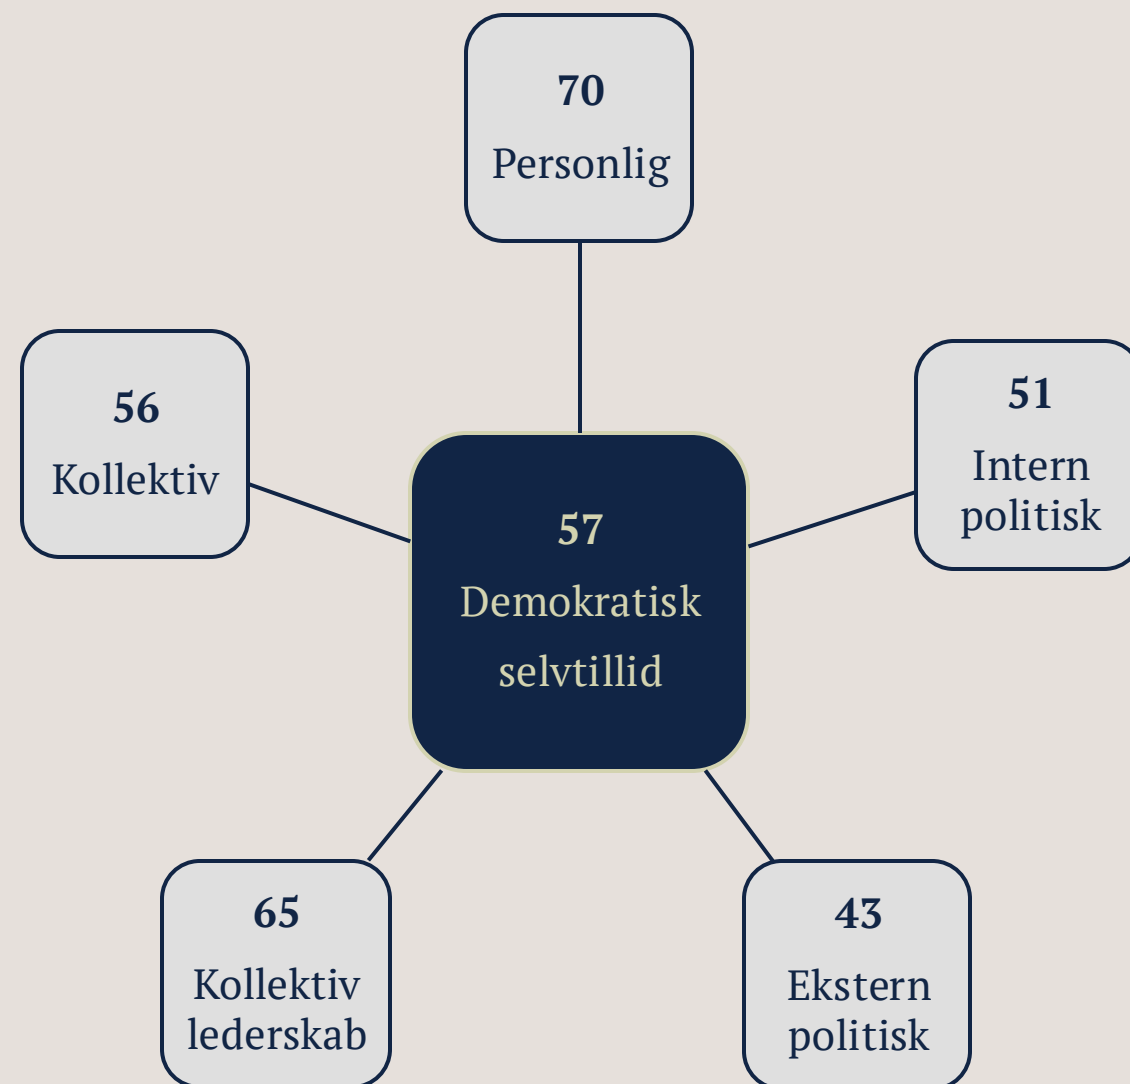 70
Personlig
56
Kollektiv
51
Intern
politisk
57
Demokratisk
selvtillid
65
Kollektiv
lederskab
43
Ekstern
politisk